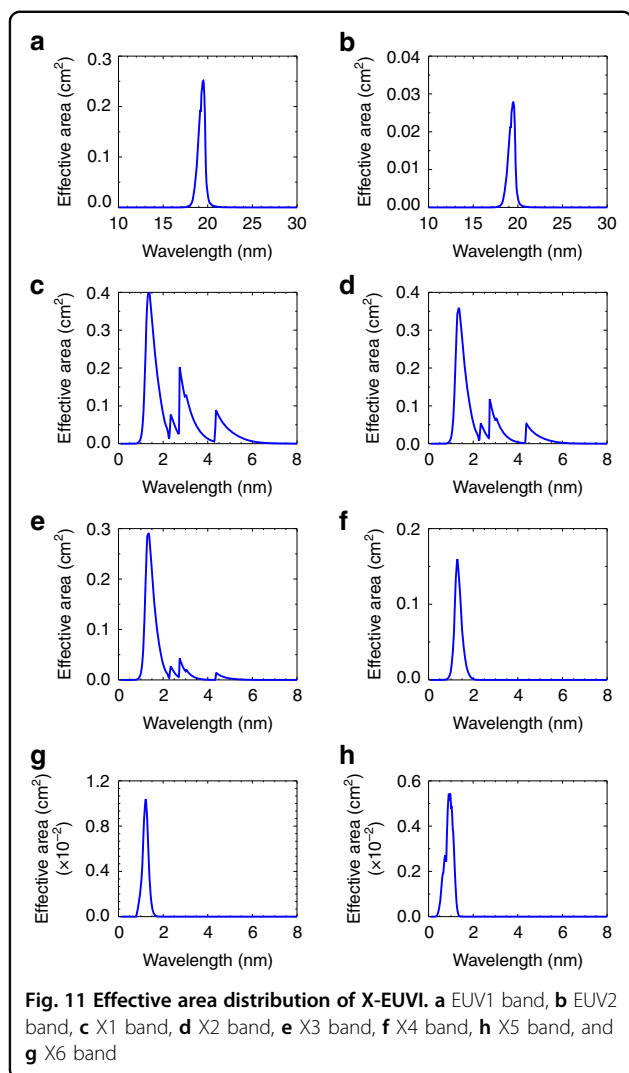 a
b
Effective area (cm²)
0.3
0.2
0.1
0.0
10 15 20 25 30
Wavelength (nm)
Effective area (cm²)
0.04
0.03
0.02
0.01
0.00
10 15 20 25 30
Wavelength (nm)
c
d
Effective area (cm²)
0.4
0.3
0.2
0.1
0.0
0 2 4 6 8
Wavelength (nm)
Effective area (cm²)
0.4
0.3
0.2
0.1
0.0
0 2 4 6 8
Wavelength (nm)
e
f
Effective area (cm²)
0.3
0.2
0.1
0.0
0 2 4 6 8
Wavelength (nm)
Effective area (cm²)
0.2
0.1
0.0
0 2 4 6 8
Wavelength (nm)
g
h
Effective area (cm²)
(×10⁻²)
1.2
0.8
0.4
0.0
0 2 4 6 8
Wavelength (nm)
Effective area (cm²)
(×10⁻²)
0.6
0.4
0.2
0.0
0 2 4 6 8
Wavelength (nm)
Fig. 11 Effective area distribution of X-EUVI. a EUV1 band, b EUV2
band, c X1 band, d X2 band, e X3 band, f X4 band, h X5 band, and
g X6 band